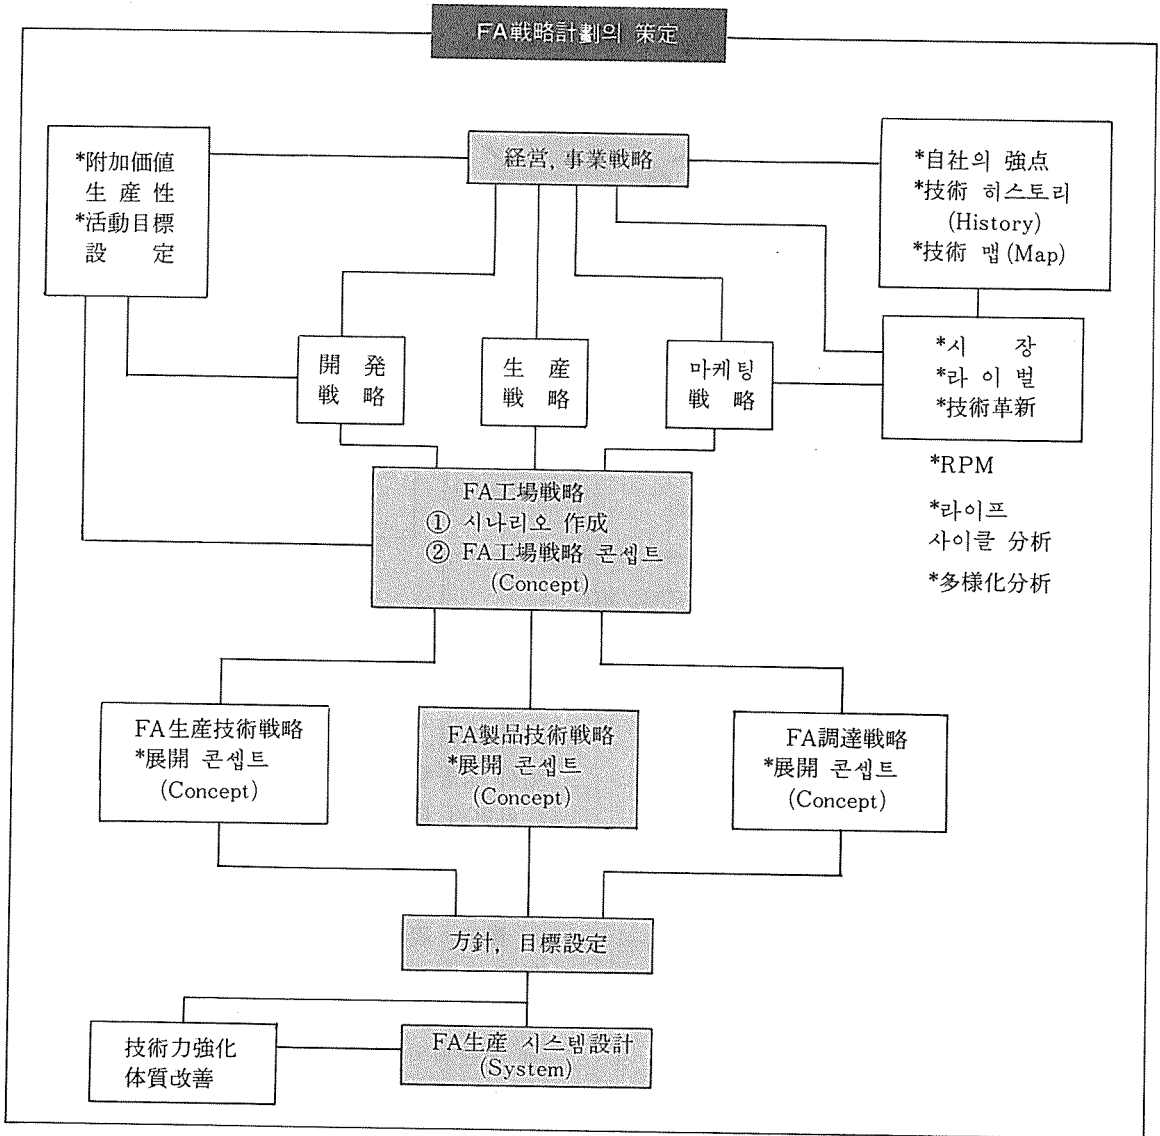 FA戦略計劃의 策定
*附加価値
生産性
*活動目標
設 定
経営, 事業戦略
*自社의 強点
*技術 히스토리
(History)
*技術 맵(Map)
開 発
戦 略
生 産
戦 略
마케팅
戦 略
*시 장
*라 이 벌
*技術革新
*RPM
*라이프
사이클 分析
*多様化分析
FA工場戦略
① 시나리오 作成
② FA工場戦略 콘셉트
(Concept)
FA生産技術戦略
*展開 콘셉트
(Concept)
FA製品技術戦略
*展開 콘셉트
(Concept)
FA調達戦略
*展開 콘셉트
(Concept)
方針, 目標設定
技術力強化
体質改善
FA生産 시스템設計
(System)